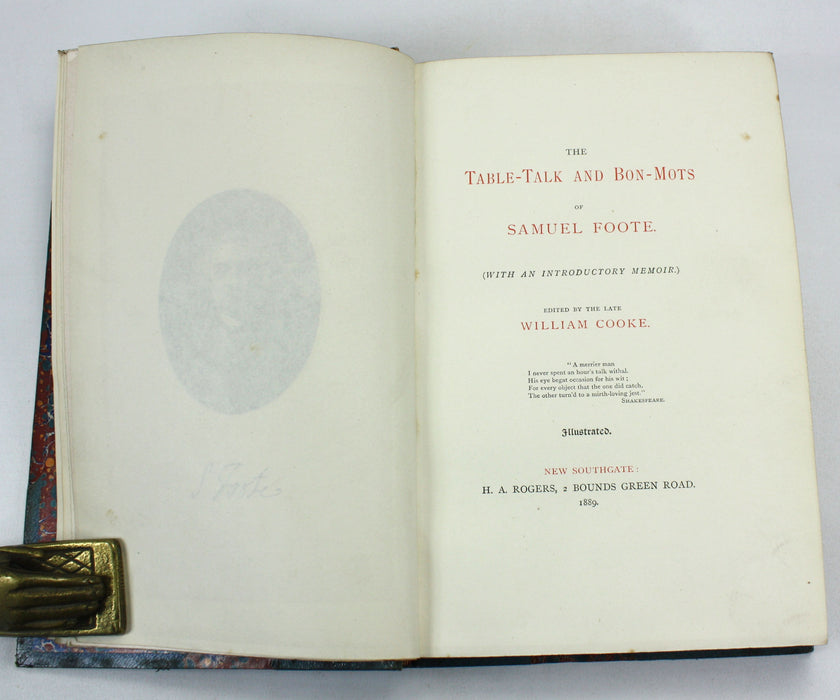 S Foote
THE
TABLE-TALK AND BON-MOTS
OF
SAMUEL FOOTE.
(WITH AN INTRODUCTORY MEMOIR.)
EDITED BY THE LATE
WILLIAM COOKE.
"A merrier man
I never spent an hour's talk withal.
His eye begat occasion for his wit;
For every object that the one did catch,
The other turn'd to a mirth-loving jest."
SHAKESPEARE.
Illustrated.
NEW SOUTHGATE:
H. A. ROGERS, 2 BOUNDS GREEN ROAD.
1889.